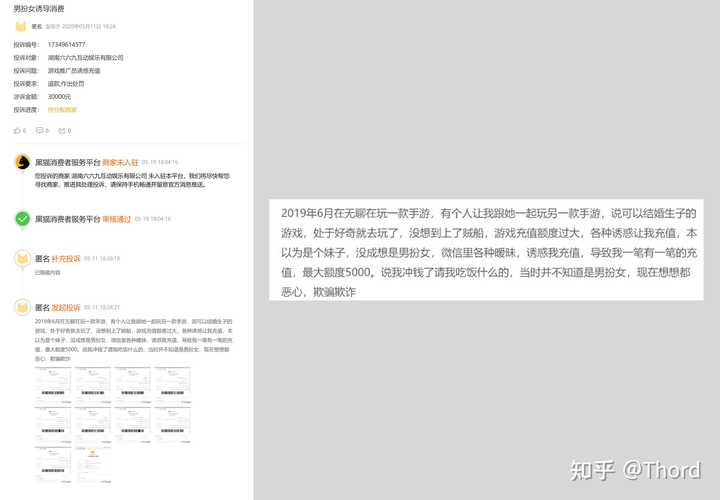 男扮女诱导消费
匿名 发布于 2020年05月11日 18:24
投诉编号： 17349614577
投诉对象： 湖南六六九互动娱乐有限公司
投诉问题： 游戏推广员诱惑充值
投诉要求： 退款,作出处罚
涉诉金额： 30000元
投诉进度： 待分配商家
0 0 0
黑猫消费者服务平台 商家未入驻 05-19 18:04:16
您投诉的商家 湖南六六九互动娱乐有限公司 未入驻本平台，我们将尽快帮您
寻找商家，推进其处理投诉，请保持手机畅通并留意官方消息推送。
黑猫消费者服务平台 审核通过 05-19 18:04:16
匿名 补充投诉
已隐藏内容
匿名 发起投诉
2019年6月在无聊在玩一款手游，有个人让我跟她一起玩另一款手游，说可以结婚生子的
游戏，处于好奇就去玩了，没想到上了贼船，游戏充值额度过大，各种诱惑让我充值，本
以为是个妹子，没成想是男扮女，微信里各种暧昧，诱惑我充值，导致我一笔有一笔的充
值，最大额度5000。说我冲钱了请我吃饭什么的，当时并不知道是男扮女，现在想想都
恶心，欺骗欺诈
2019年6月在无聊在玩一款手游，有个人让我跟她一起玩另一款手游，说可以结婚生子的
游戏，处于好奇就去玩了，没想到上了贼船，游戏充值额度过大，各种诱惑让我充值，本
以为是个妹子，没成想是男扮女，微信里各种暧昧，诱惑我充值，导致我一笔有一笔的充
值，最大额度5000。说我冲钱了请我吃饭什么的，当时并不知道是男扮女，现在想想都
恶心，欺骗欺诈
知乎 @Thord